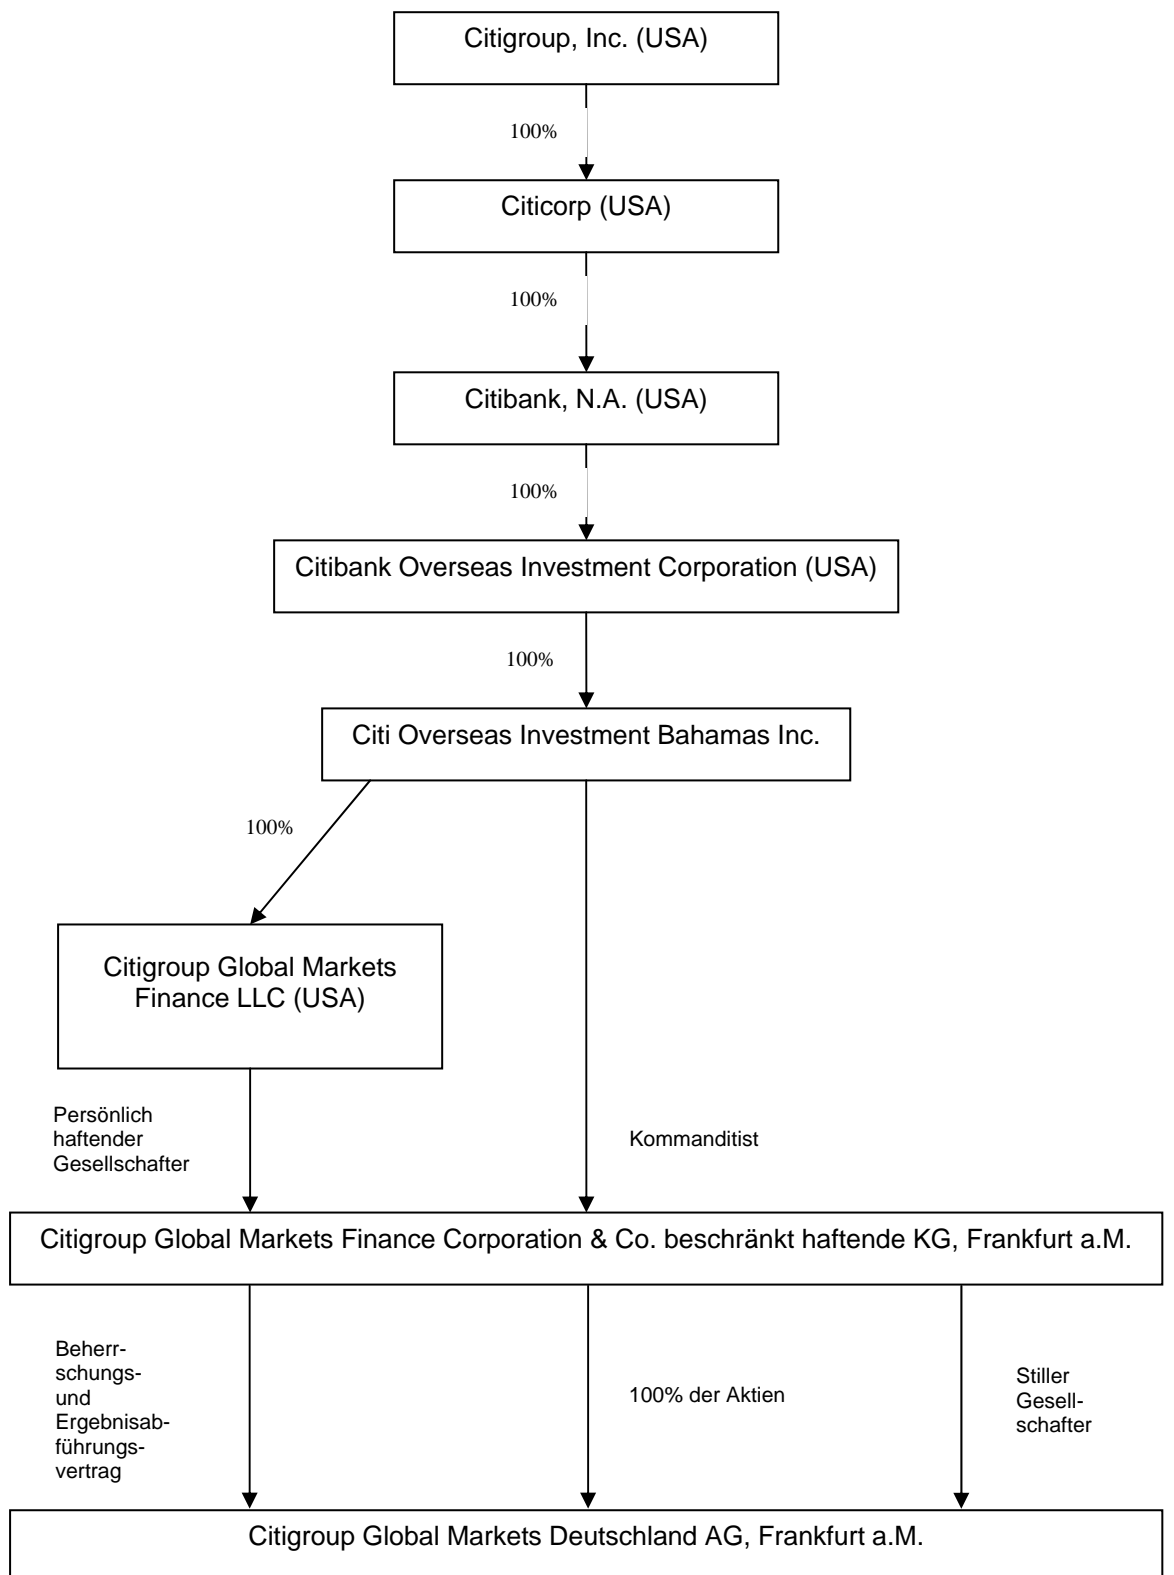 Citigroup, Inc. (USA)
100%
Citicorp (USA)
100%
Citibank, N.A. (USA)
100%
Citibank Overseas Investment Corporation (USA)
100%
Citi Overseas Investment Bahamas Inc.
100%
Citigroup Global Markets
Finance LLC (USA)
Persönlich
haftender
Gesellschafter
Kommanditist
Citigroup Global Markets Finance Corporation & Co. beschränkt haftende KG, Frankfurt a.M.
Beherr-
schungs-
und
Ergebnisab-
führungs-
vertrag
100% der Aktien
Stiller
Gesell-
schafter
Citigroup Global Markets Deutschland AG, Frankfurt a.M.